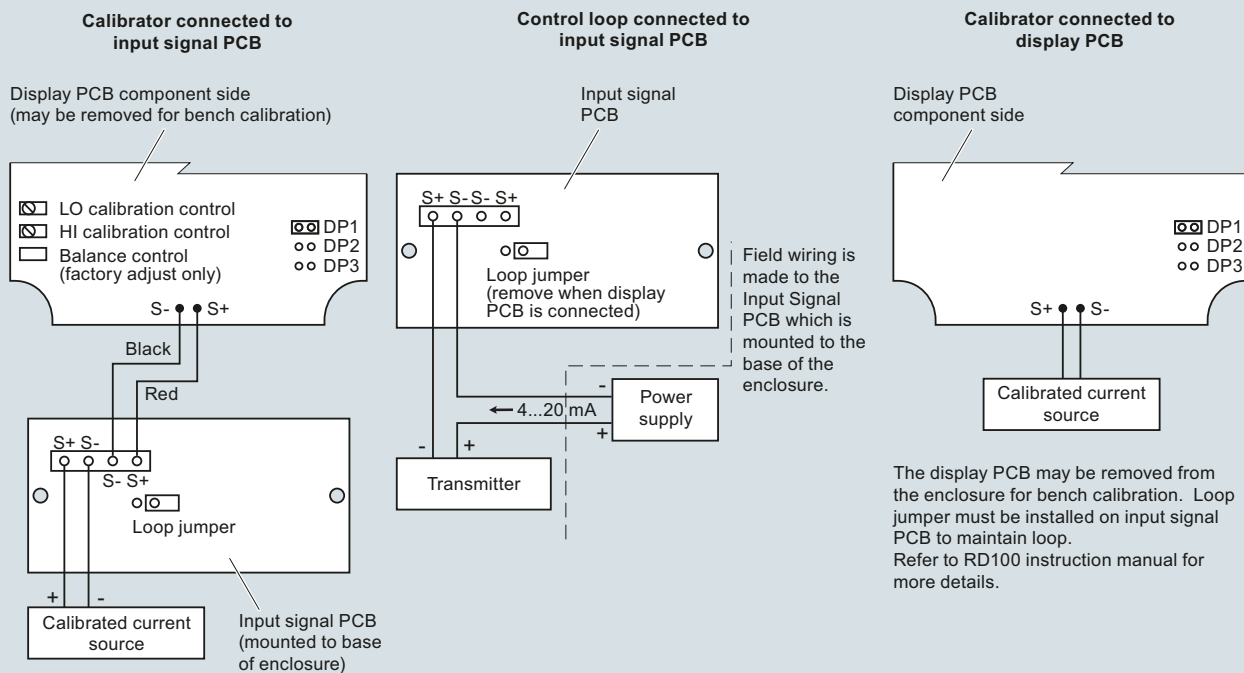 Calibrator connected to
input signal PCB
Display PCB component side
(may be removed for bench calibration)
LO calibration control
HI calibration control
Balance control
(factory adjust only)
DP1
DP2
DP3
S- S+
Black
Red
S+ S-
S- S+
Loop jumper
+ -
Calibrated current
source
Input signal PCB
(mounted to base
of enclosure)
Control loop connected to
input signal PCB
Input signal
PCB
S+ S- S- S+
Loop jumper
(remove when display
PCB is connected)
Field wiring is
made to the
Input Signal
PCB which is
mounted to the
base of the
enclosure.
-
4...20 mA
+
Power
supply
- +
Transmitter
Calibrator connected to
display PCB
Display PCB
component side
DP1
DP2
DP3
S+ S-
Calibrated current
source
The display PCB may be removed from
the enclosure for bench calibration. Loop
jumper must be installed on input signal
PCB to maintain loop.
Refer to RD100 instruction manual for
more details.